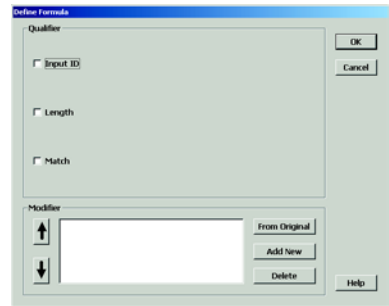 Define Formula
Qualifier
Input ID
Length
Match
OK
Cancel
Modifier
From Original
Add New
Delete
Help